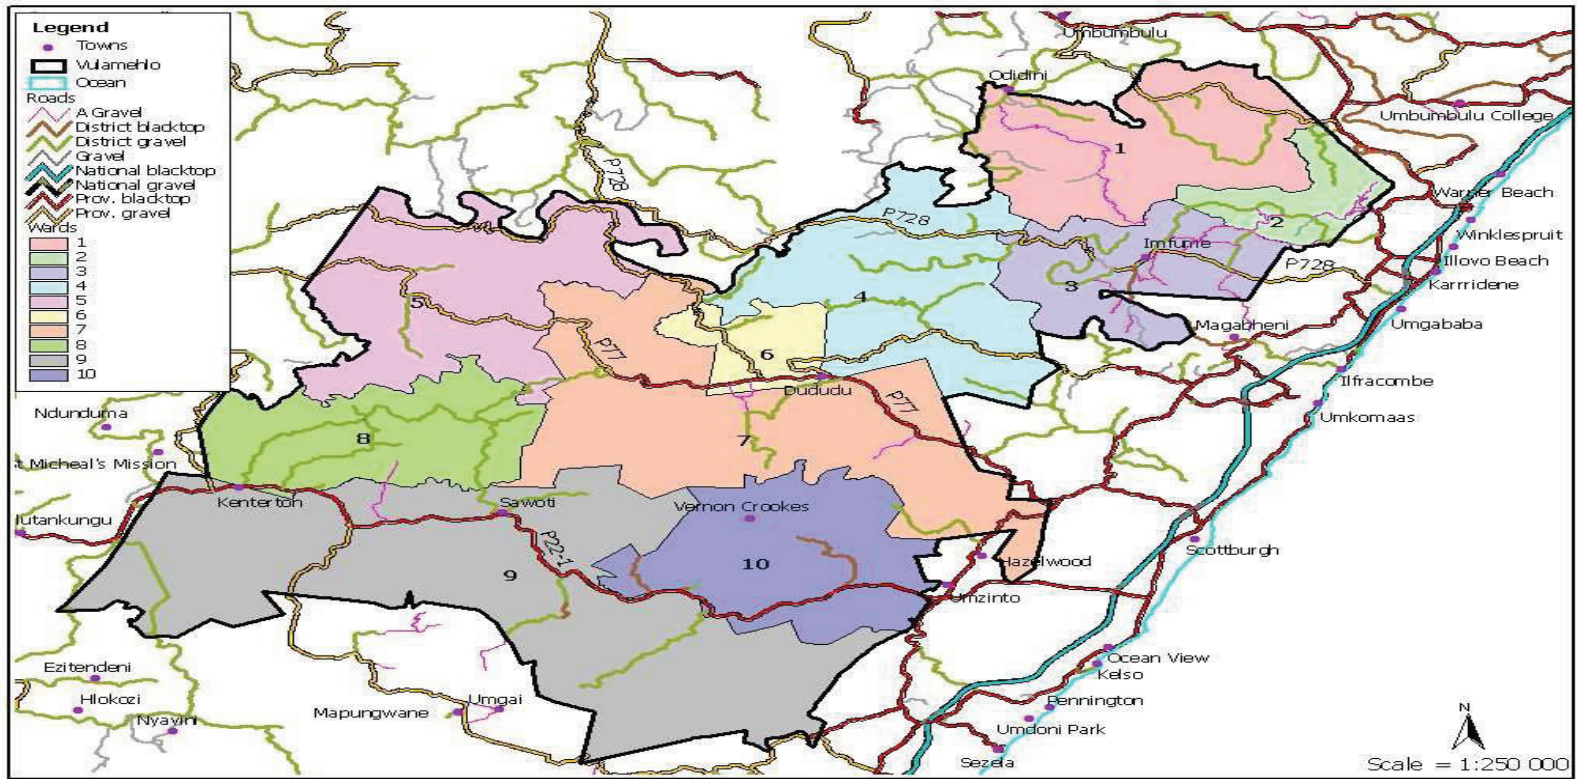 Legend
Towns
Vulamehlo
Ocean
Roads
A Gravel
District blacktop
District gravel
Gravel
National blacktop
National gravel
Prov. blacktop
Prov. gravel
Wards
1
2
3
4
5
6
7
8
9
10
Umbumbulu
Odidini
Umbumbulu College
P728
1
Warner Beach
P728
2
Winklespruit
Imfume
Illovo Beach
P728
3
Karrridene
5
4
Magabheni
Umgababa
P77
6
Ilfracombe
Dududu
P77
Ndunduma
Umkomaas
8
7
t Micheal's Mission
Kenterton
Sawoti
Vernon Crookes
lutankungu
P22-1
Scottburgh
Hazelwood
10
9
Umzinto
Ezitendeni
Ocean View
Kelso
Hlokozi
Umgai
Pennington
Mapungwane
Nyavini
Umdoni Park
N
Sezela
Scale = 1:250 000